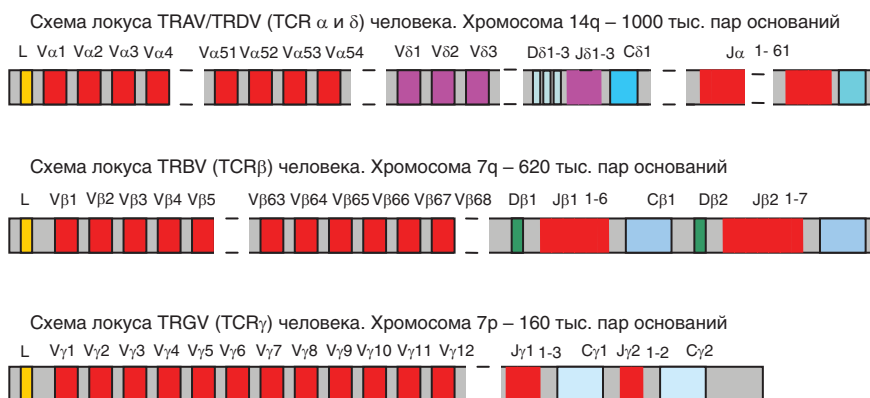 Схема локуса TRAV/TRDV (TCR α и δ) человека. Хромосома 14q – 1000 тыс. пар оснований
L Vα1 Vα2 Vα3 Vα4 Vα51 Vα52 Vα53 Vα54 Vδ1 Vδ2 Vδ3 Dδ1-3 Jδ1-3 Cδ1 Jα 1- 61
Схема локуса TRBV (TCRβ) человека. Хромосома 7q – 620 тыс. пар оснований
L Vβ1 Vβ2 Vβ3 Vβ4 Vβ5 Vβ63 Vβ64 Vβ65 Vβ66 Vβ67 Vβ68 Dβ1 Jβ1 1-6 Cβ1 Dβ2 Jβ2 1-7
Схема локуса TRGV (TCRγ) человека. Хромосома 7p – 160 тыс. пар оснований
L Vγ1 Vγ2 Vγ3 Vγ4 Vγ5 Vγ6 Vγ7 Vγ8 Vγ9 Vγ10 Vγ11 Vγ12 Jγ1 1-3 Cγ1 Jγ2 1-2 Cγ2